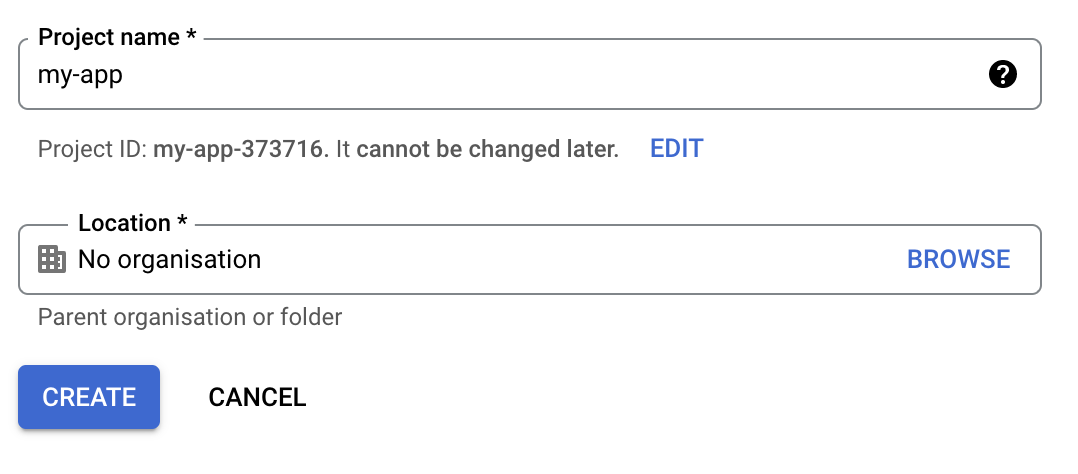 Project name *
my-app
Project ID: my-app-373716. It cannot be changed later. EDIT
Location *
No organisation BROWSE
Parent organisation or folder
CREATE CANCEL